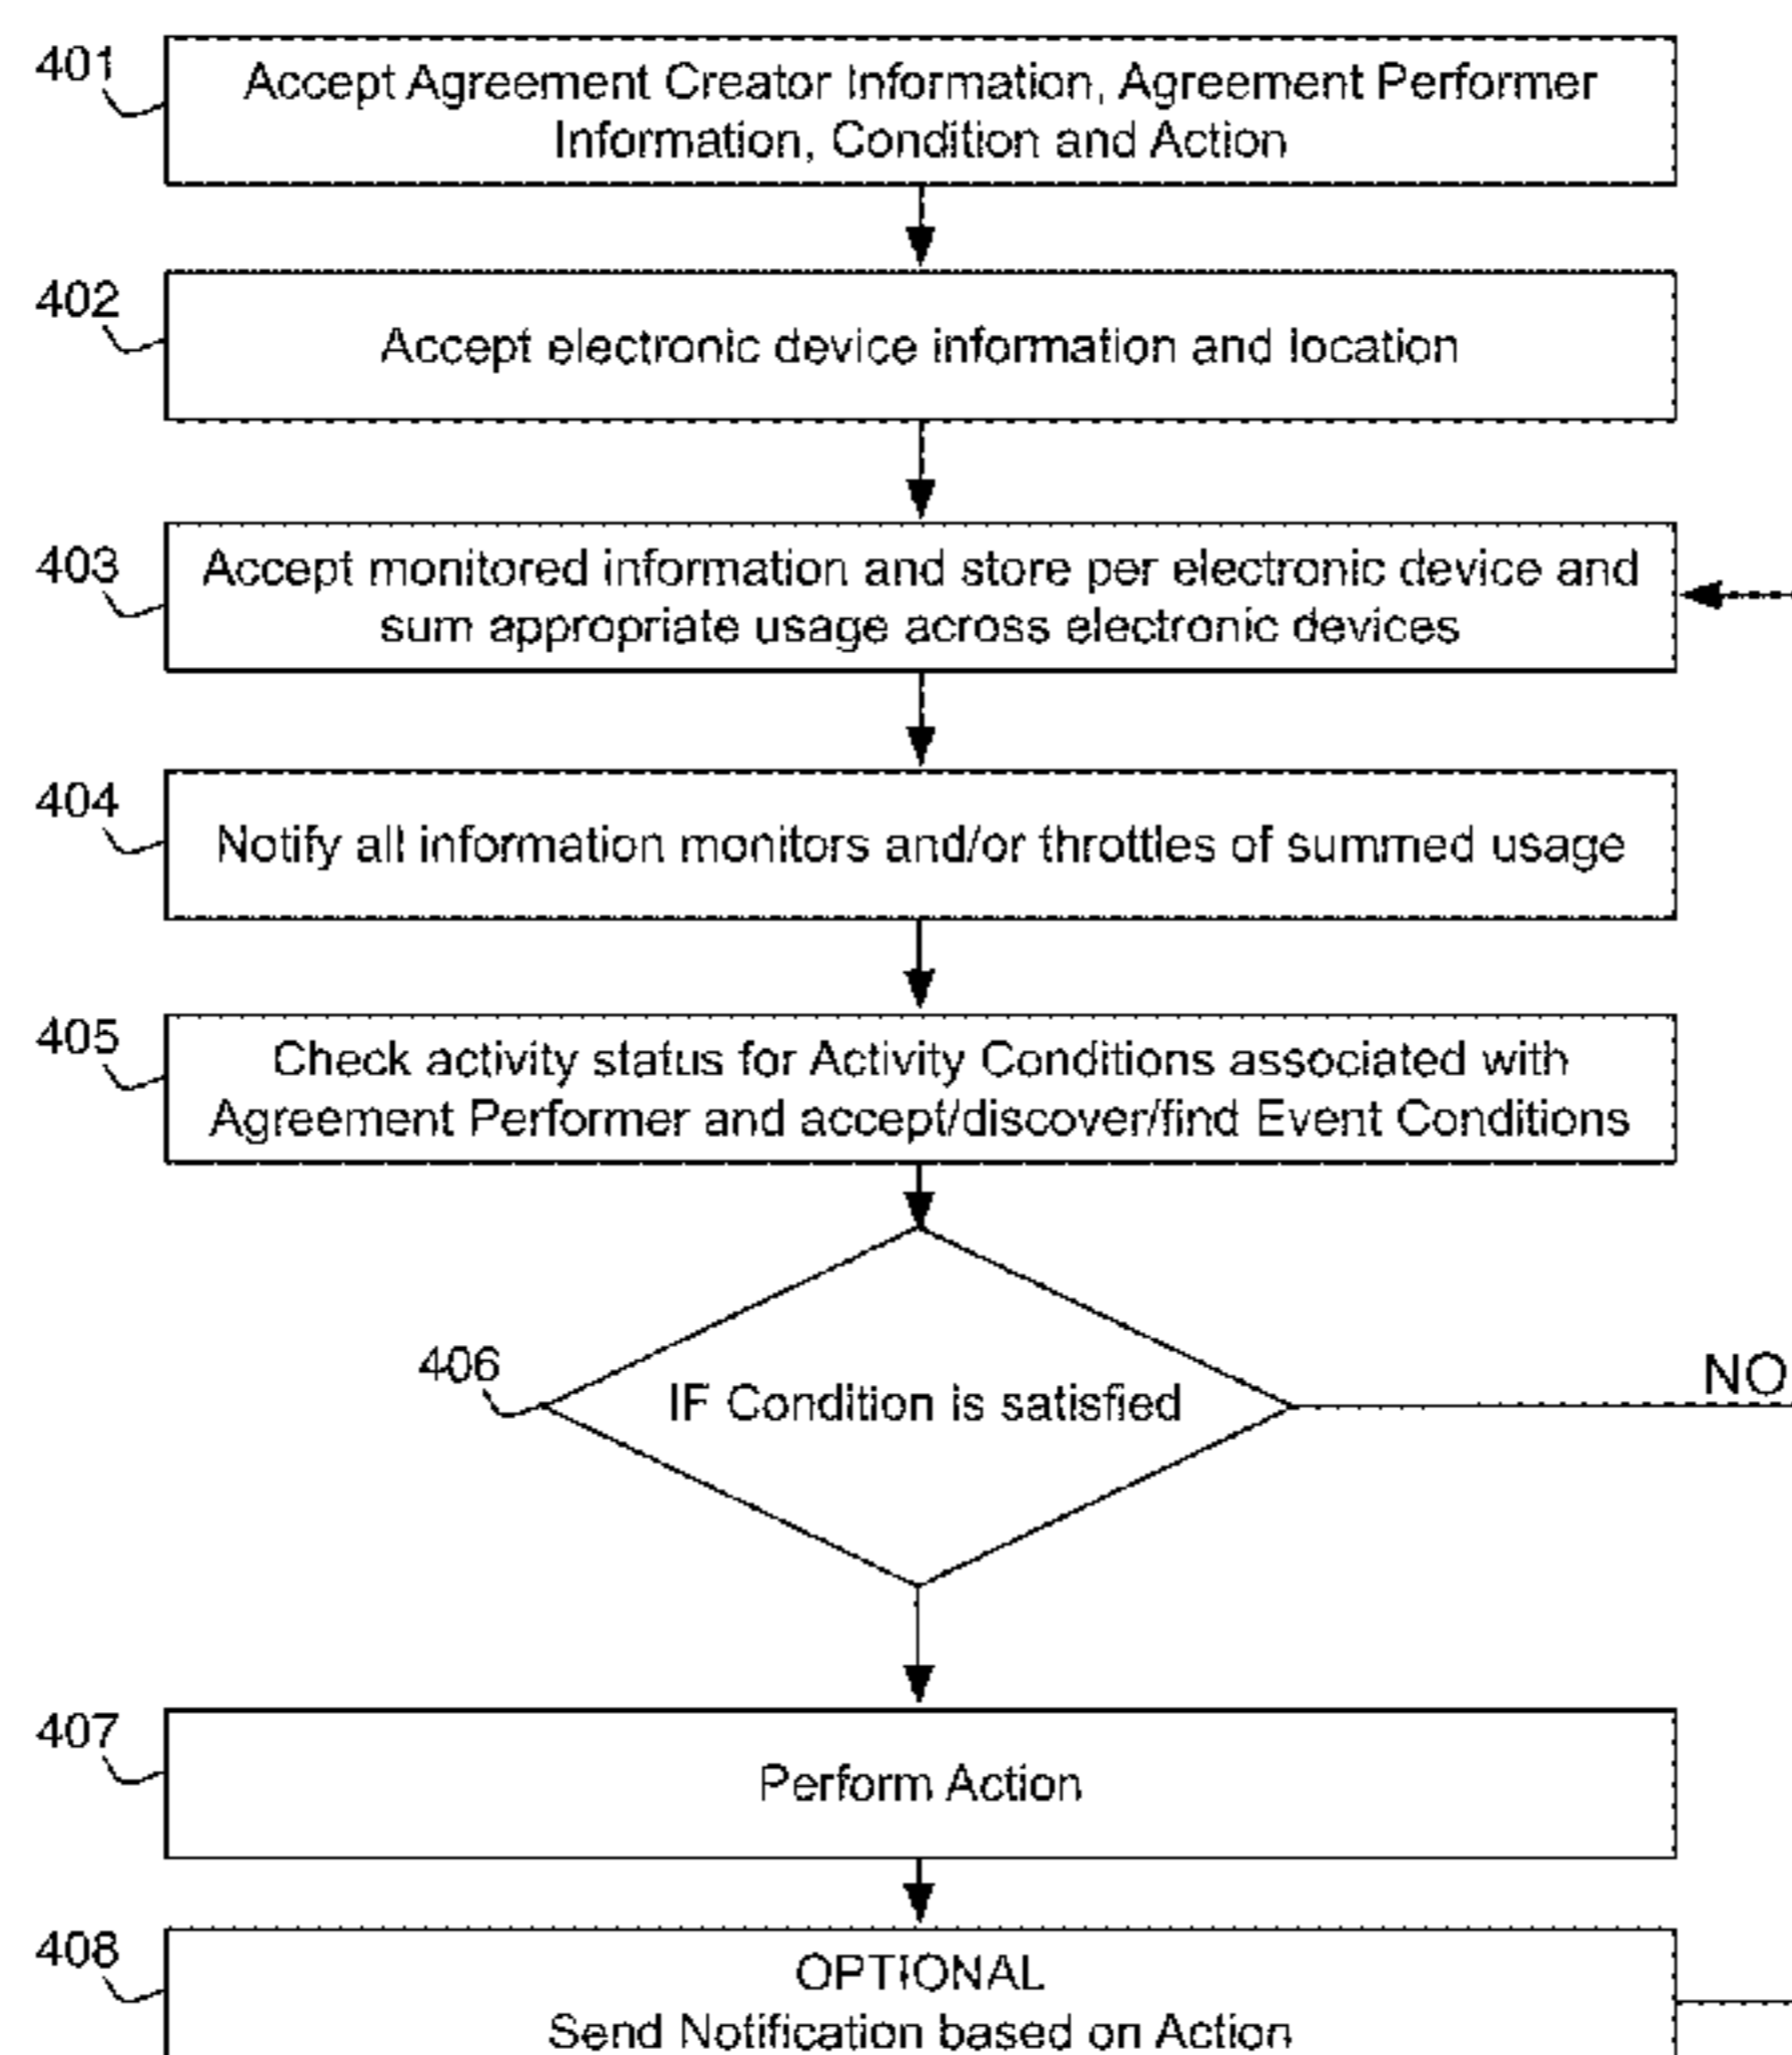 401
Accept Agreement Creator Information, Agreement Performer
Information, Condition and Action
402
Accept electronic device information and location
403
Accept monitored information and store per electronic device and
sum appropriate usage across electronic devices
404
Notify all information monitors and/or throttles of summed usage
405
Check activity status for Activity Conditions associated with
Agreement Performer and accept/discover/find Event Conditions
406
IF Condition is satisfied
NO
407
Perform Action
408
OPTIONAL
Send Notification based on Action